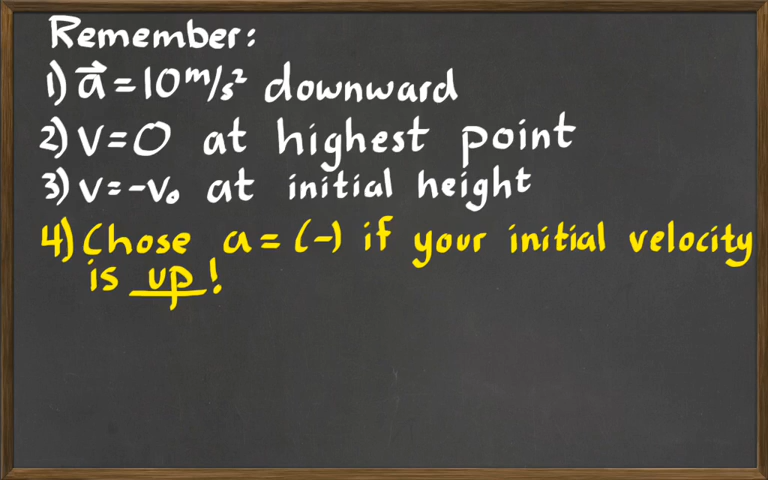 Remember:
1) a⃗ = 10 m/s² downward
2) v = 0 at highest point
3) v = -v₀ at initial height
4) Chose a = (-) if your initial velocity
is up!